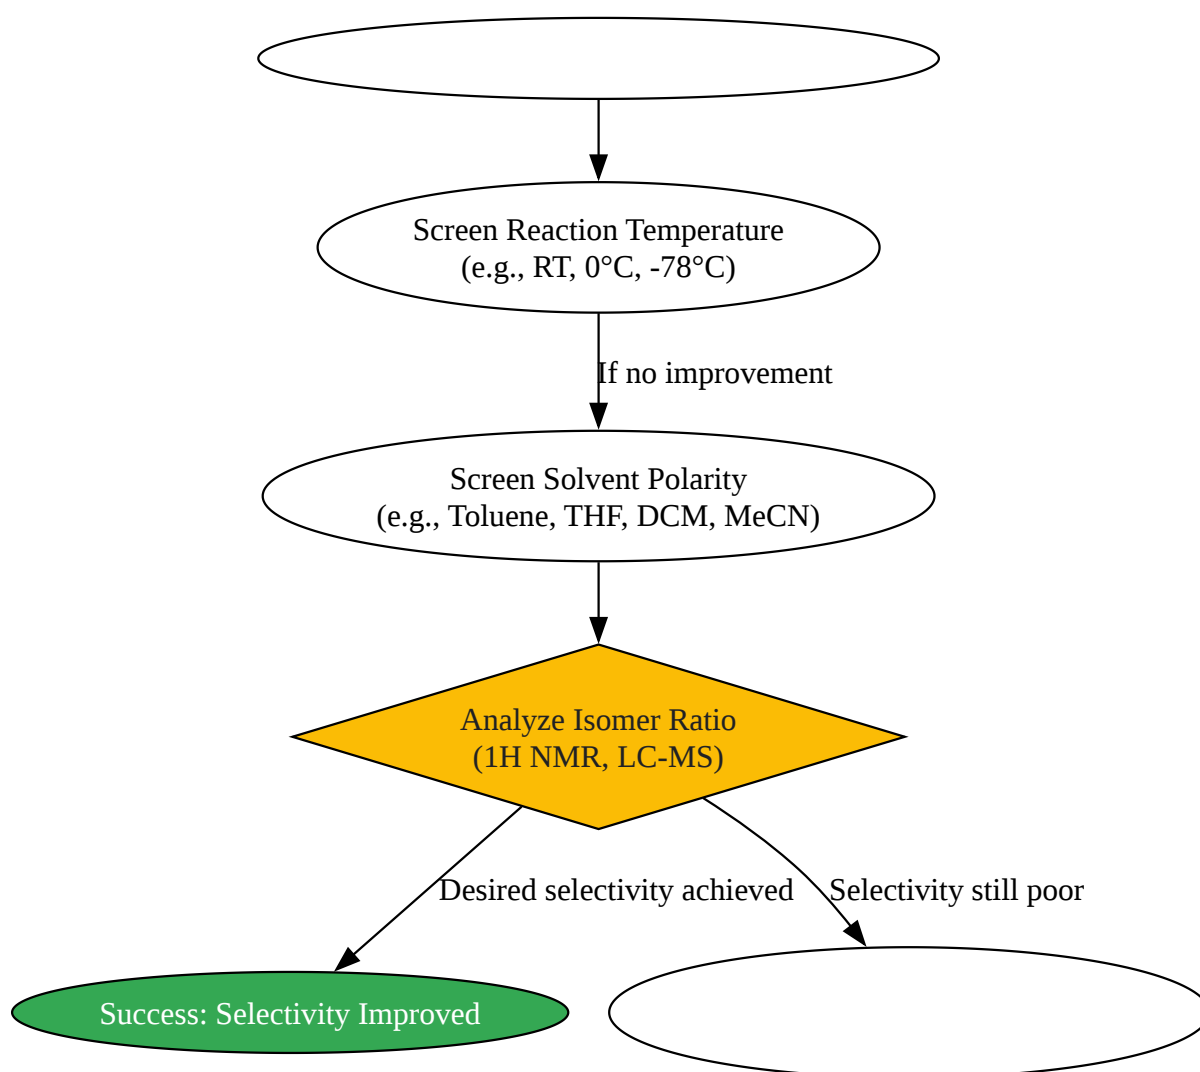 Screen Reaction Temperature
(e.g., RT, 0°C, -78°C)
If no improvement
Screen Solvent Polarity
(e.g., Toluene, THF, DCM, MeCN)
Analyze Isomer Ratio
(1H NMR, LC-MS)
Desired selectivity achieved
Selectivity still poor
Success: Selectivity Improved